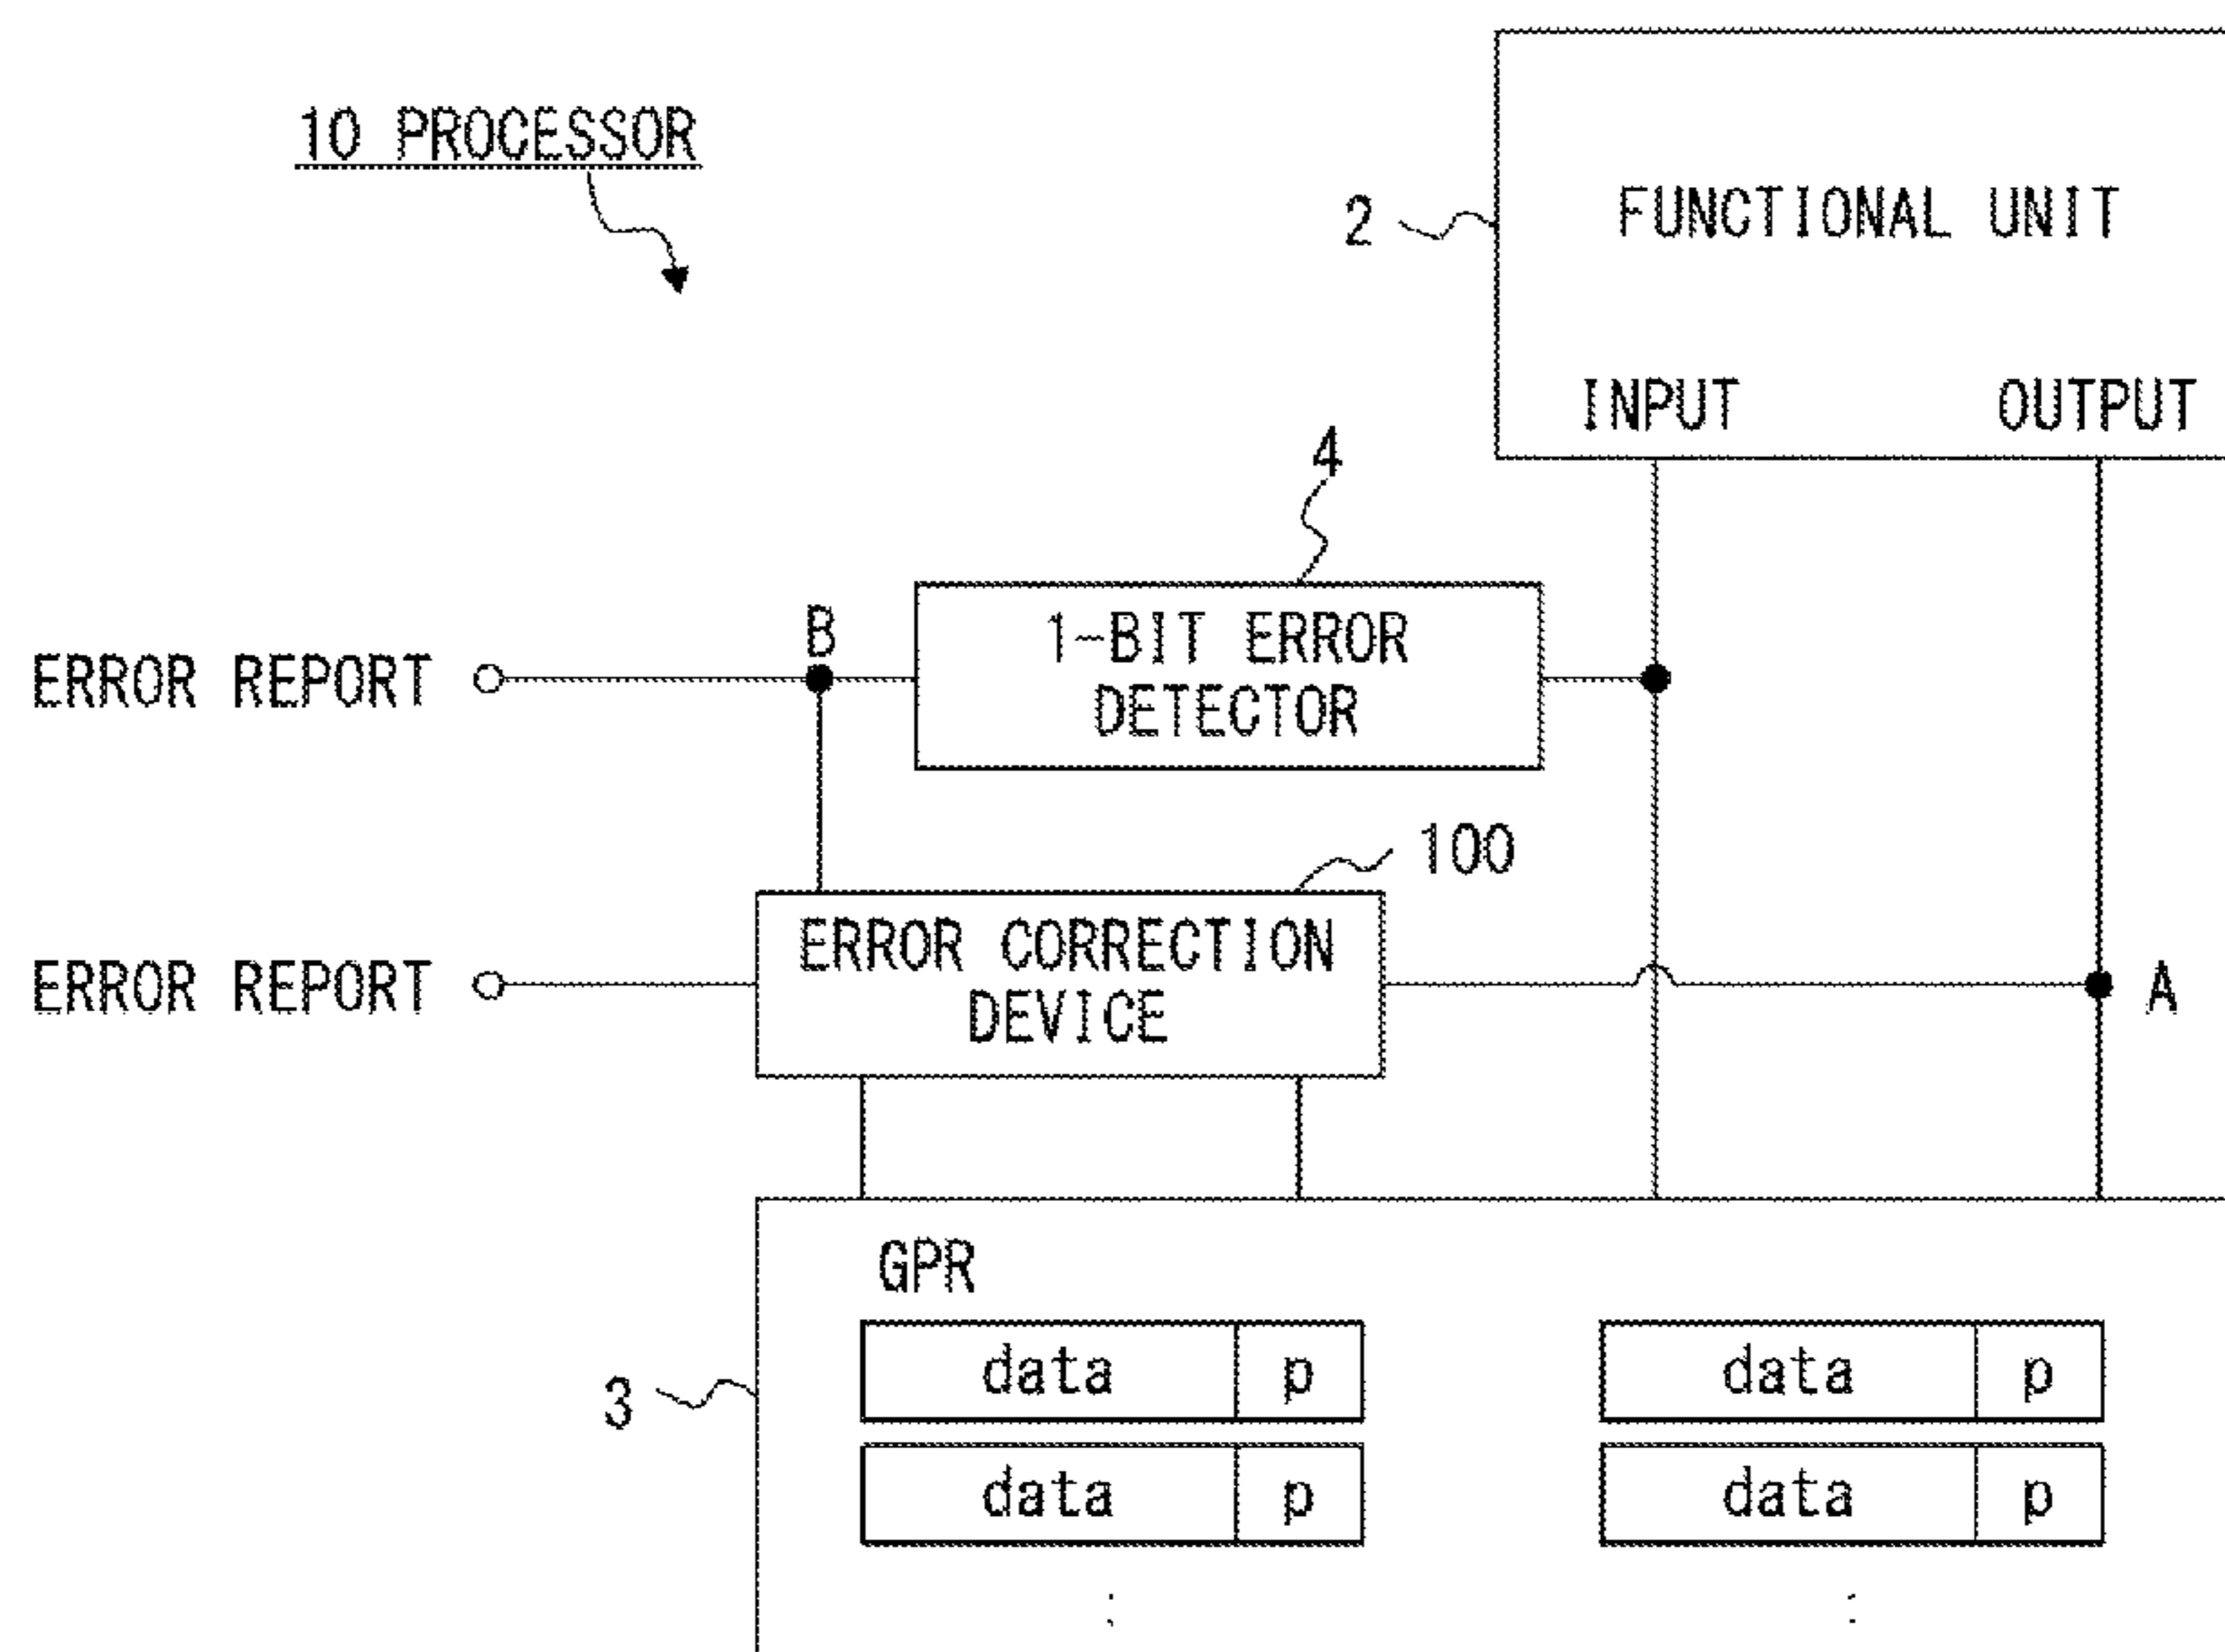 10 PROCESSOR
2
FUNCTIONAL UNIT
INPUT OUTPUT
4
B
1-BIT ERROR
DETECTOR
ERROR REPORT
100
ERROR CORRECTION
DEVICE
ERROR REPORT
A
GPR
3
data p
data p
data p
data p